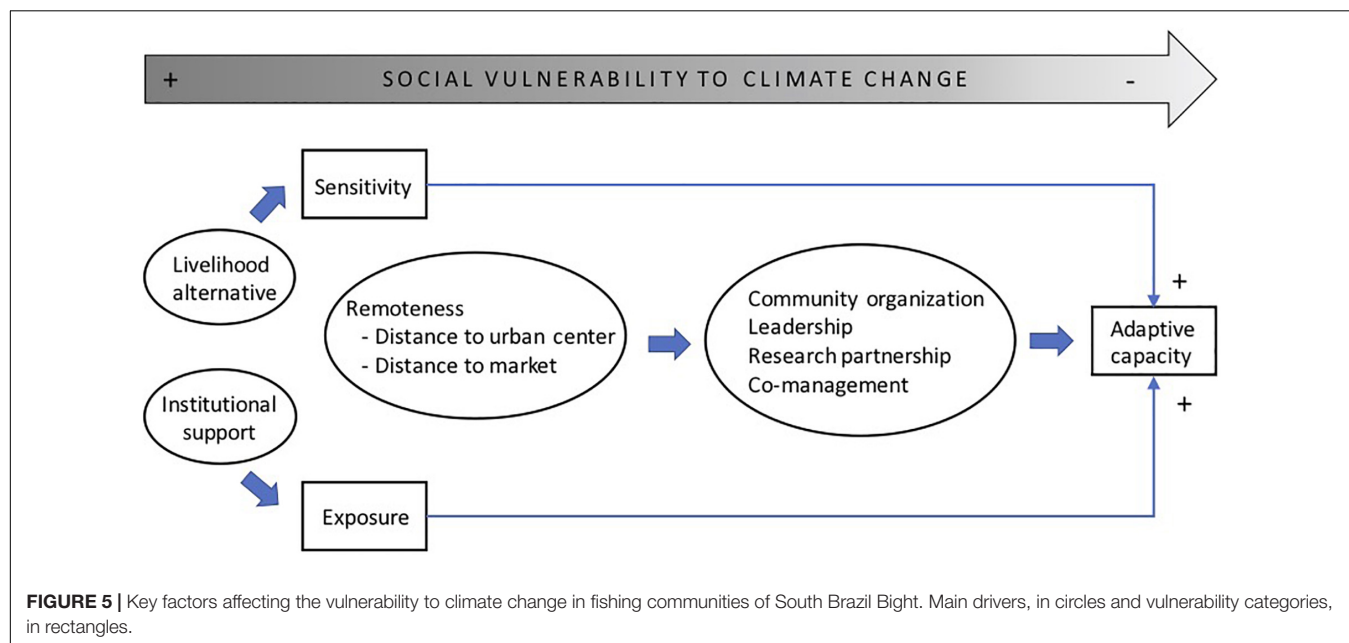 + SOCIAL VULNERABILITY TO CLIMATE CHANGE -
Sensitivity
Livelihood
alternative
Remoteness
- Distance to urban center
- Distance to market
Community organization
Leadership
Research partnership
Co-management
+
Adaptive
capacity
+
Institutional
support
Exposure
FIGURE 5 | Key factors affecting the vulnerability to climate change in fishing communities of South Brazil Bight. Main drivers, in circles and vulnerability categories,
in rectangles.